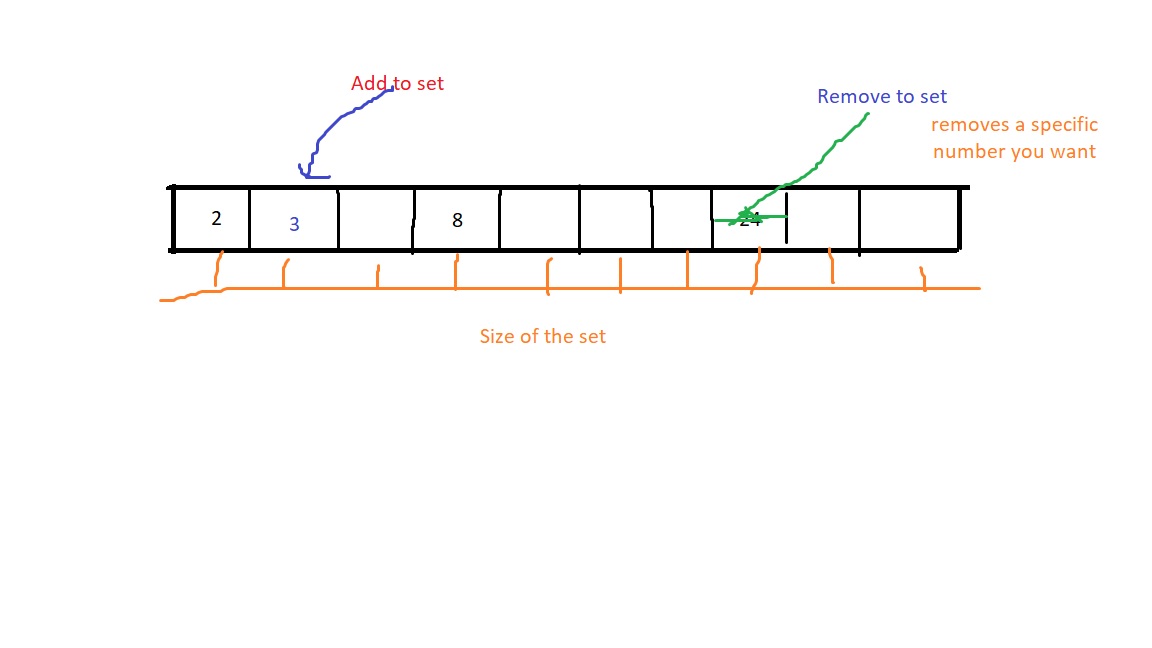 Add to set
Remove to set
removes a specific
number you want
2 3 8 24
Size of the set